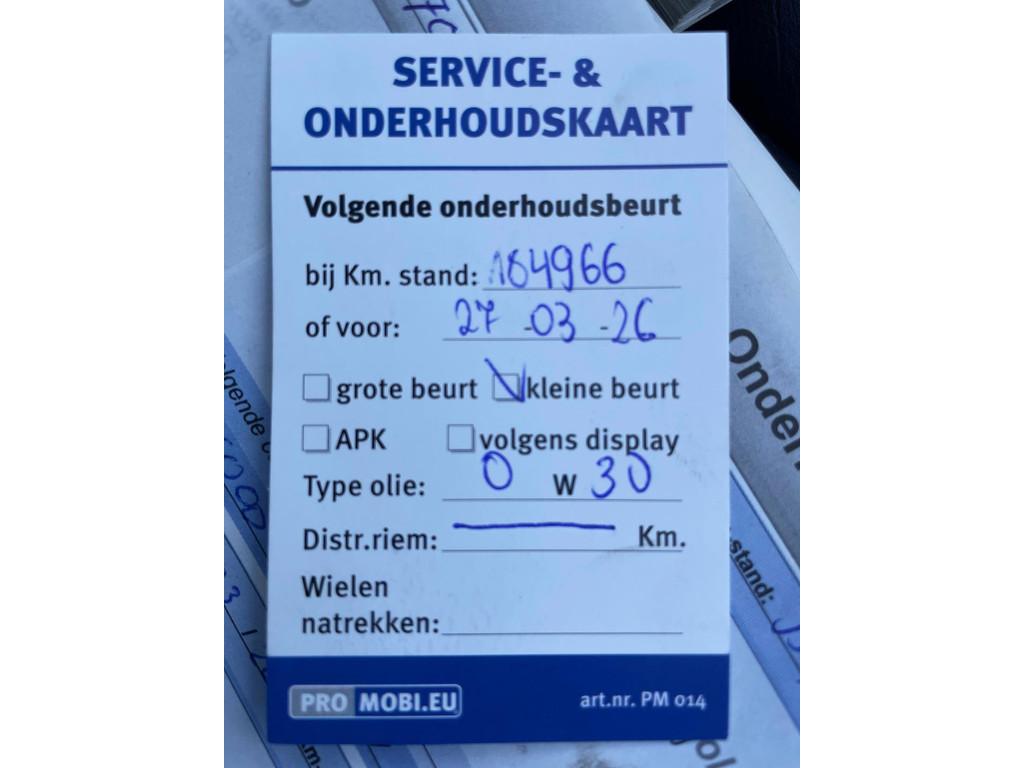 SERVICE- &
ONDERHOUDSKAART
Volgende onderhoudsbeurt
bij Km. stand: 184966
of voor: 27-03-26
grote beurt kleine beurt
APK volgens display
Type olie: 0 W 30
Distr.riem: Km.
Wielen
natrekken:
PRO MOBI.EU art.nr. PM 014
Onder
stand: